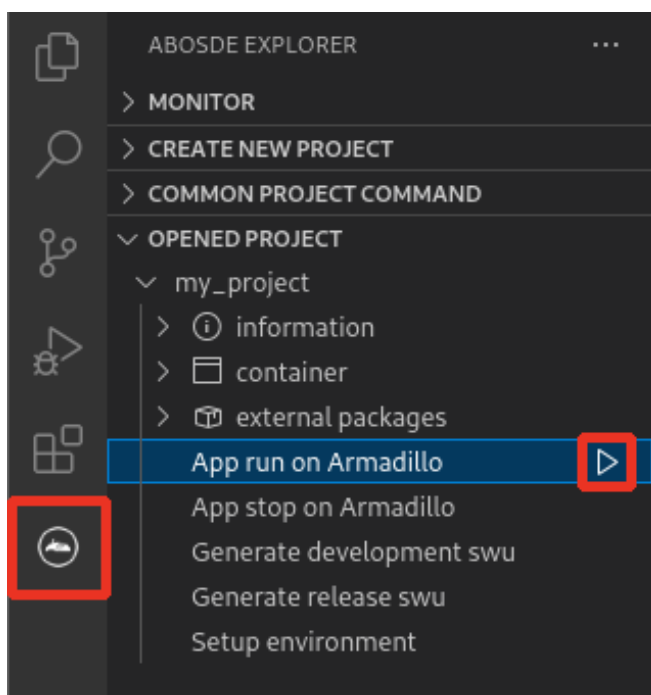 ABOSDE EXPLORER
MONITOR
CREATE NEW PROJECT
COMMON PROJECT COMMAND
OPENED PROJECT
my_project
information
container
external packages
App run on Armadillo
App stop on Armadillo
Generate development swu
Generate release swu
Setup environment